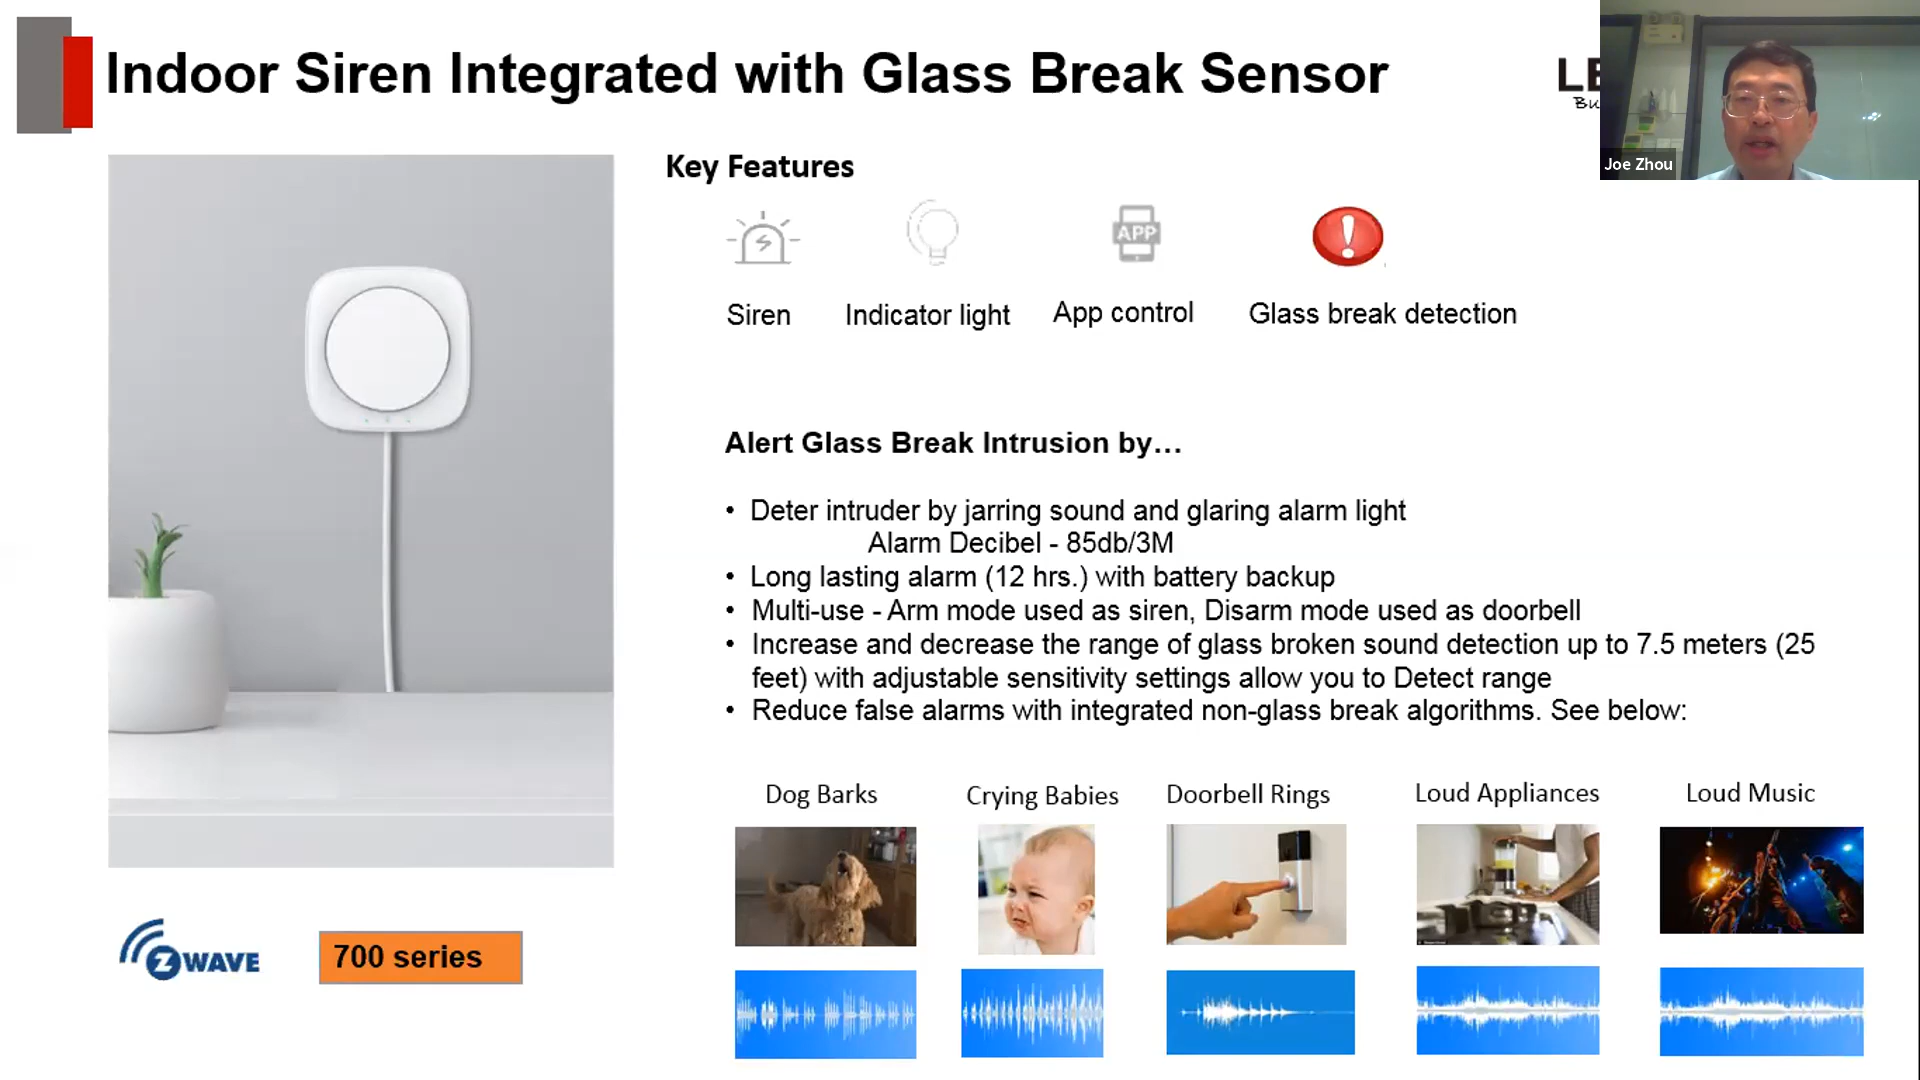 Indoor Siren Integrated with Glass Break Sensor
Joe Zhou
Key Features
APP
Siren
Indicator light
App control
Glass break detection
Alert Glass Break Intrusion by…
• Deter intruder by jarring sound and glaring alarm light
Alarm Decibel - 85db/3M
• Long lasting alarm (12 hrs.) with battery backup
• Multi-use - Arm mode used as siren, Disarm mode used as doorbell
• Increase and decrease the range of glass broken sound detection up to 7.5 meters (25
feet) with adjustable sensitivity settings allow you to Detect range
• Reduce false alarms with integrated non-glass break algorithms. See below:
Dog Barks
Crying Babies
Doorbell Rings
Loud Appliances
Loud Music
Z WAVE
700 series